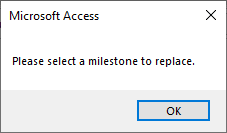 Microsoft Access
Please select a milestone to replace.
OK